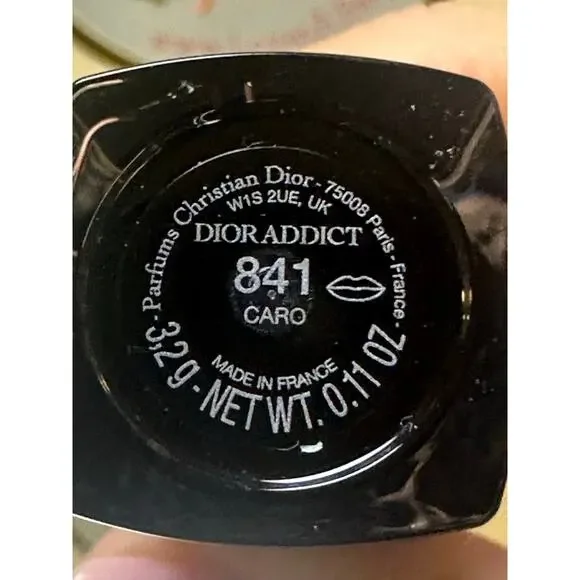 - Parfums Christian Dior - 75008 Paris - France -
W1S 2UE, UK
DIOR ADDICT
841
CARO
MADE IN FRANCE
3,2 g - NET WT. 0.11 OZ